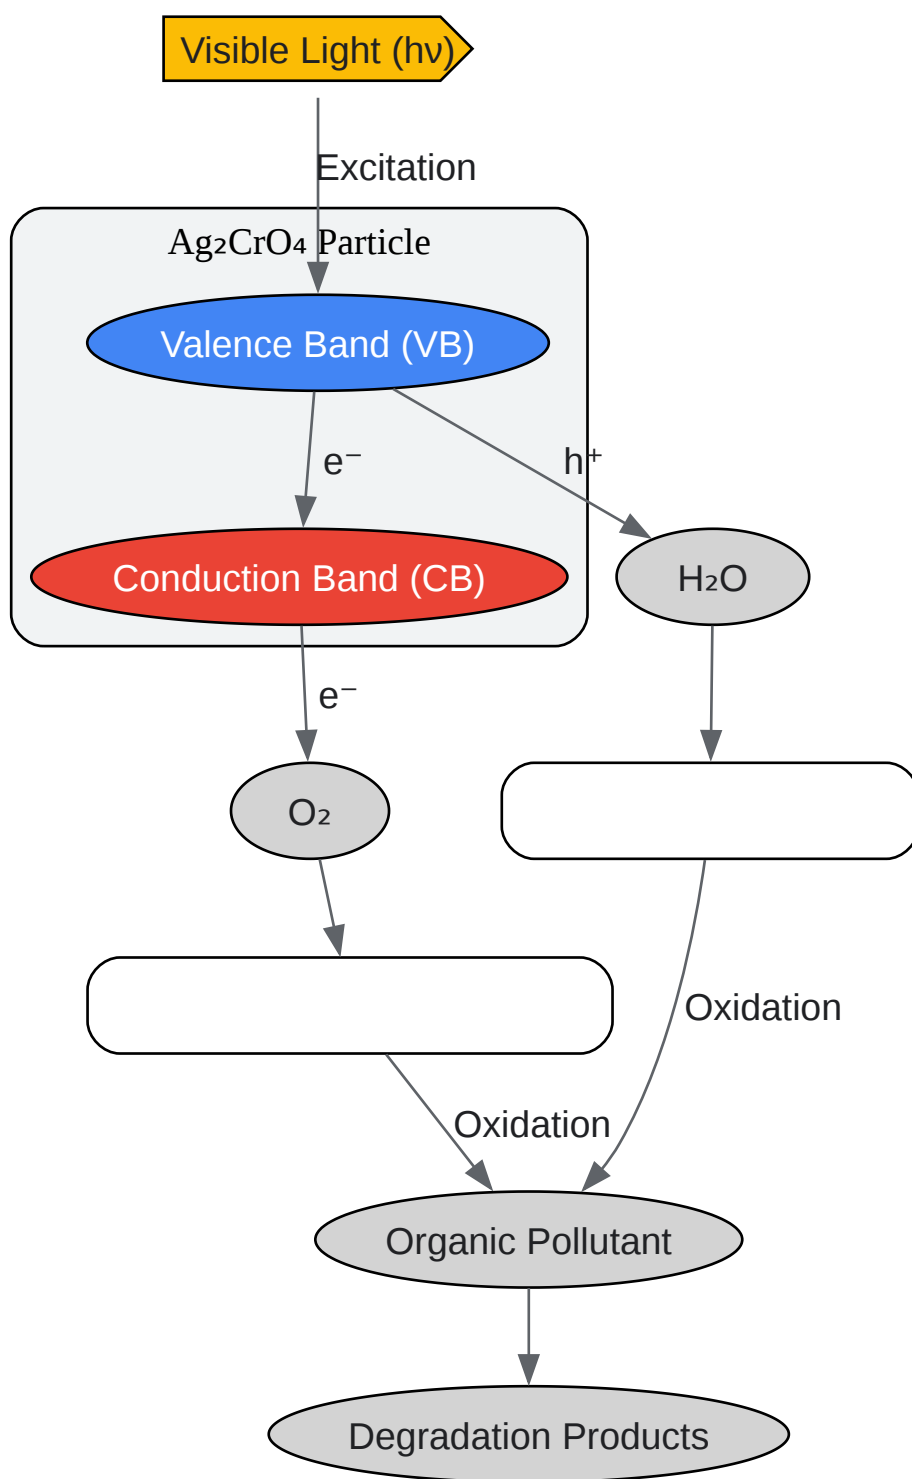 Visible Light (hν)
Excitation
Ag₂CrO₄ Particle
Valence Band (VB)
e⁻
h⁺
Conduction Band (CB)
H₂O
e⁻
O₂
Oxidation
Oxidation
Organic Pollutant
Degradation Products